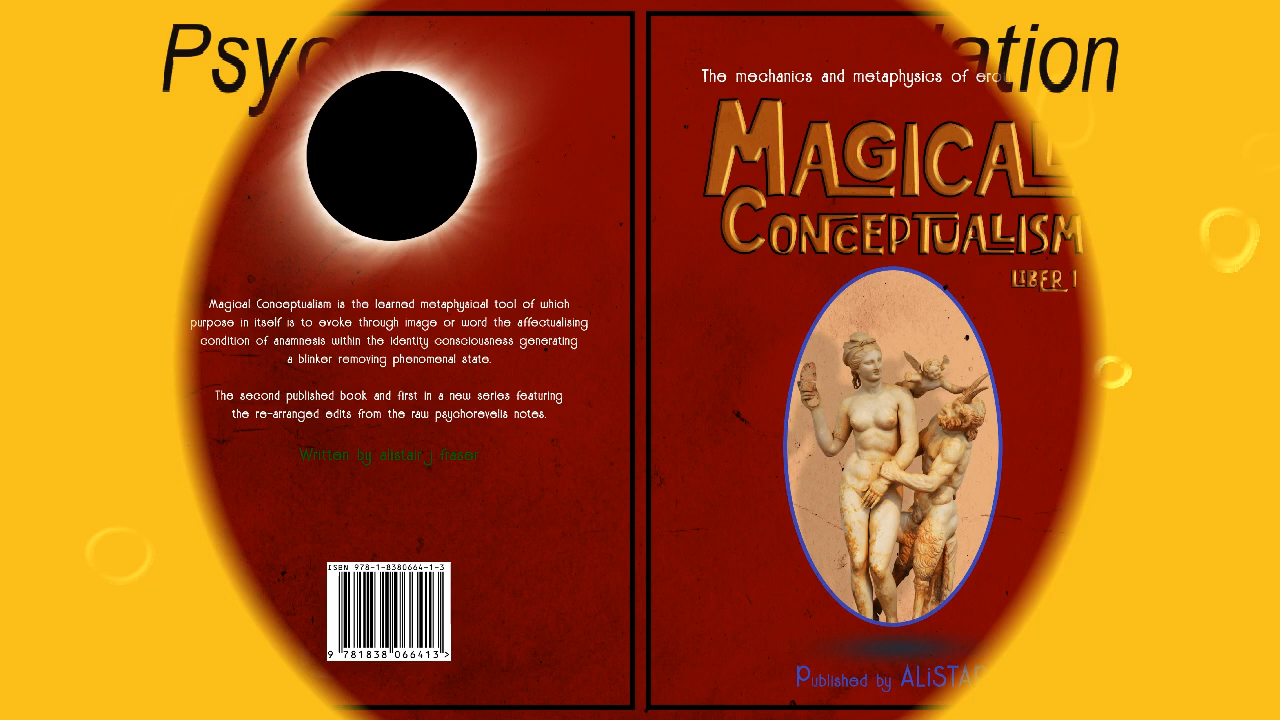 Psyc
ation
Magical Conceptualism is the learned metaphysical tool of which
purpose in itself is to evoke through image or word the affectualising
condition of anamnesis within the identity consciousness generating
a blinker removing phenomenal state.
The second published book and first in a new series featuring
the re-arranged edits from the raw psychorevelis notes.
Written by alistair j fraser
ISBN 978-1-8380664-1-3
9 781838 066413 >
The mechanics and metaphysics of ero
MAGICAL
CONCEPTUALISM
LIBER I
Published by ALiSTA